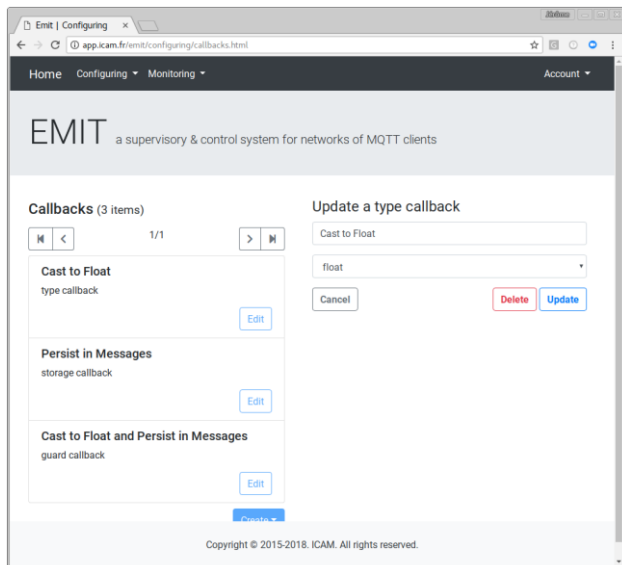 Emit | Configuring
app.icam.fr/emit/configuring/callbacks.html
Home Configuring Monitoring Account
EMIT a supervisory & control system for networks of MQTT clients
Callbacks (3 items)
1/1
Cast to Float
type callback
Edit
Persist in Messages
storage callback
Edit
Cast to Float and Persist in Messages
guard callback
Edit
Create
Update a type callback
Cast to Float
float
Cancel Delete Update
Copyright © 2015-2018. ICAM. All rights reserved.